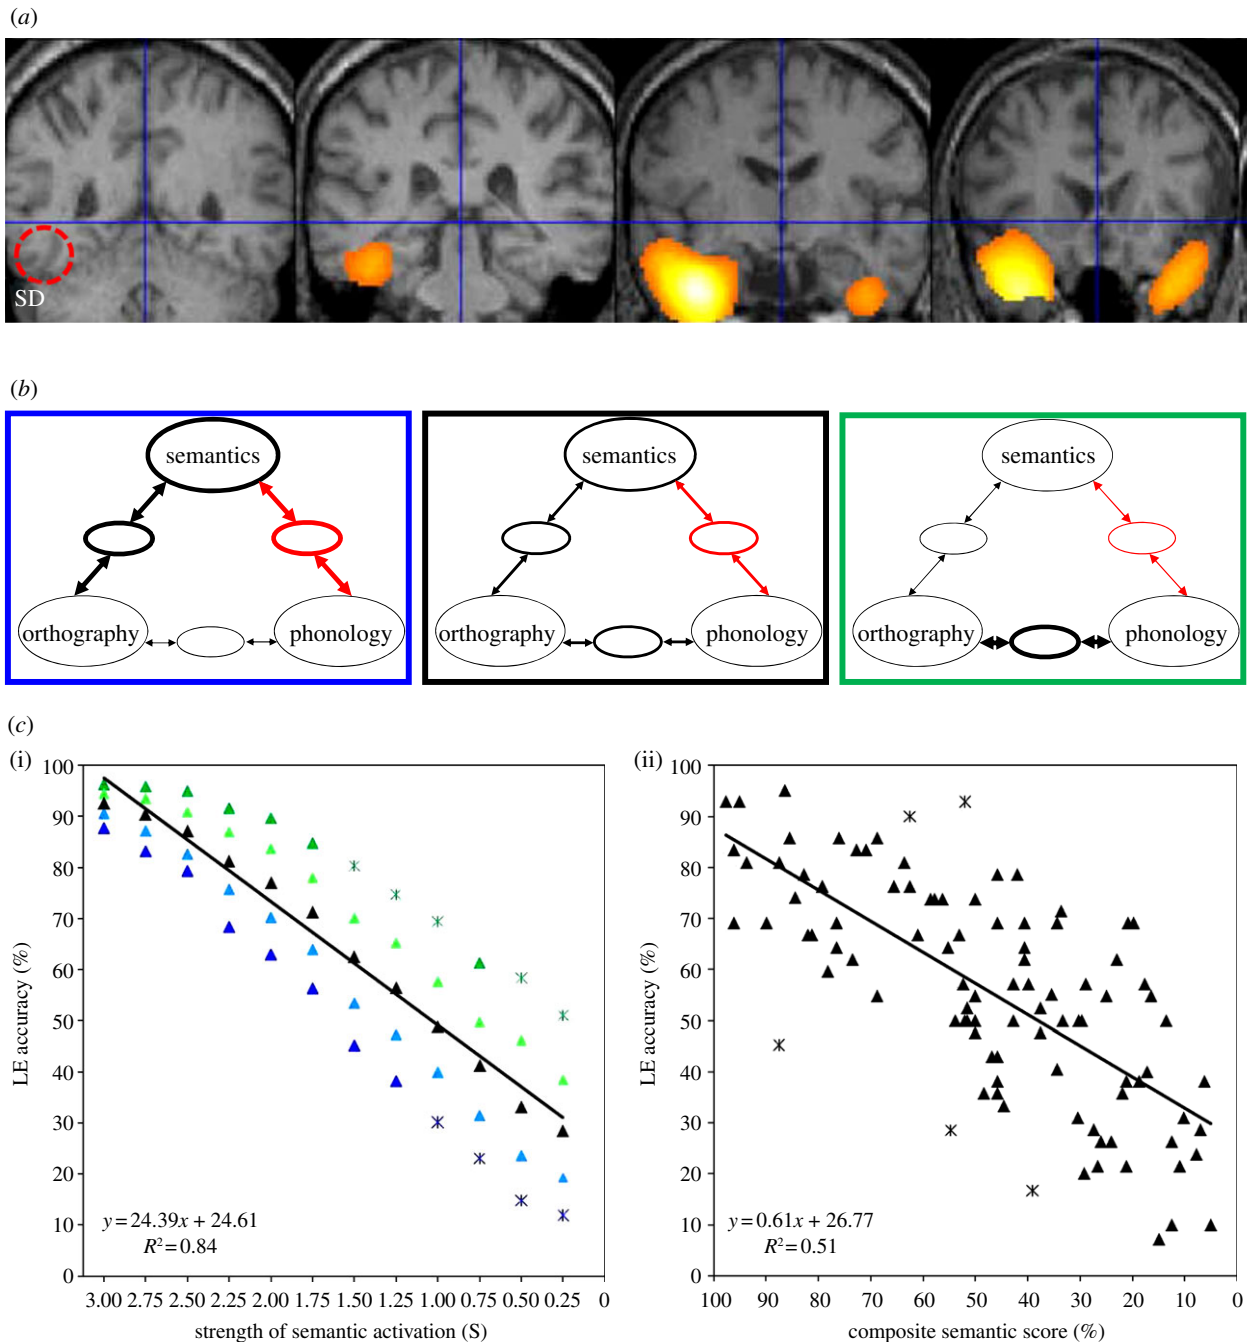 (a)
SD
(b)
semantics
orthography
phonology
semantics
orthography
phonology
semantics
orthography
phonology
(c)
(i)
LE accuracy (%)
100
90
80
70
60
50
40
30
20
10
0
y = 24.39x + 24.61
R² = 0.84
3.00 2.75 2.50 2.25 2.00 1.75 1.50 1.25 1.00 0.75 0.50 0.25 0
strength of semantic activation (S)
(ii)
LE accuracy (%)
100
90
80
70
60
50
40
30
20
10
0
y = 0.61x + 26.77
R² = 0.51
100 90 80 70 60 50 40 30 20 10 0
composite semantic score (%)